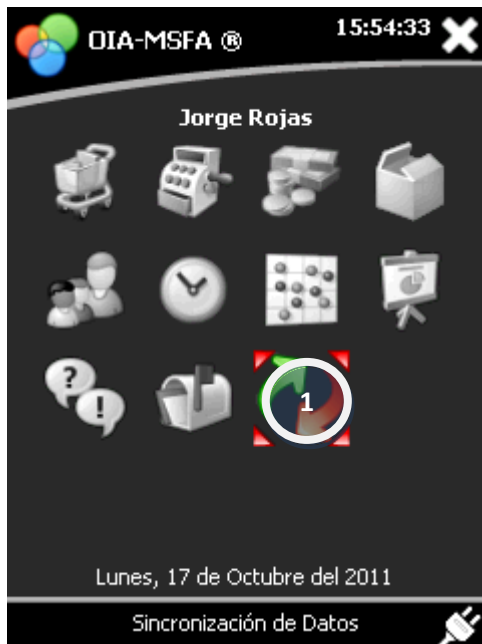 OIA-MSFA ®
15:54:33
Jorge Rojas
?
!
1
Lunes, 17 de Octubre del 2011
Sincronización de Datos